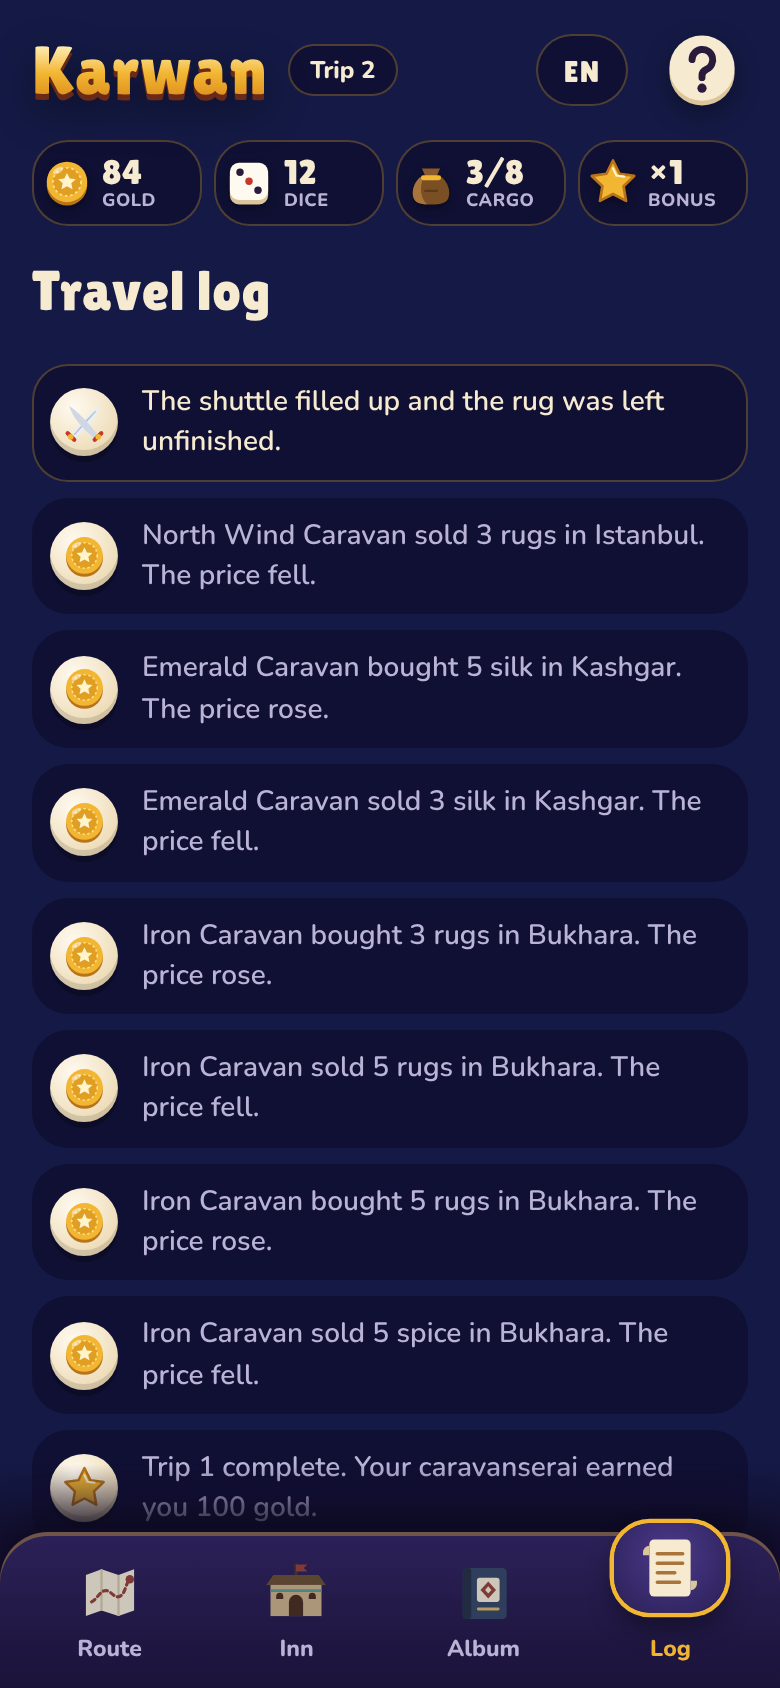 Karwan
Trip 2
EN
?
84
GOLD
12
DICE
3/8
CARGO
×1
BONUS
Travel log
The shuttle filled up and the rug was left
unfinished.
North Wind Caravan sold 3 rugs in Istanbul.
The price fell.
Emerald Caravan bought 5 silk in Kashgar.
The price rose.
Emerald Caravan sold 3 silk in Kashgar. The
price fell.
Iron Caravan bought 3 rugs in Bukhara. The
price rose.
Iron Caravan sold 5 rugs in Bukhara. The
price fell.
Iron Caravan bought 5 rugs in Bukhara. The
price rose.
Iron Caravan sold 5 spice in Bukhara. The
price fell.
Trip 1 complete. Your caravanserai earned
you 100 gold.
Route
Inn
Album
Log